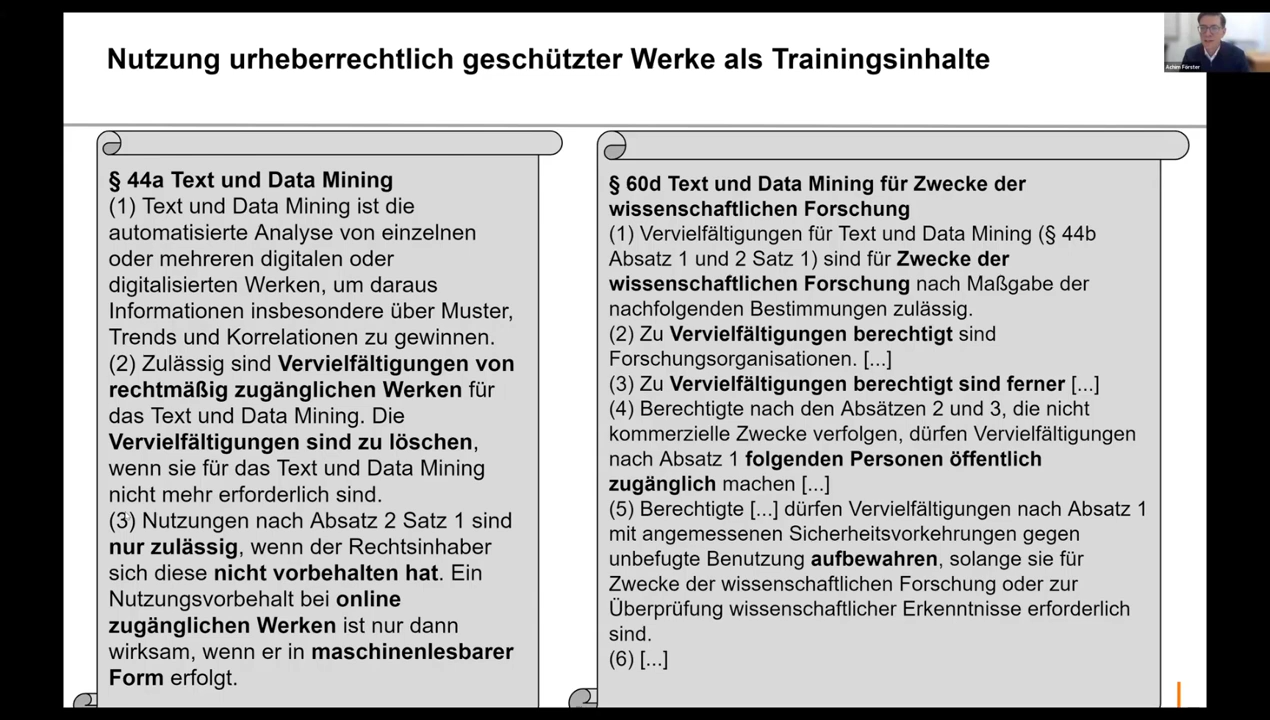 Nutzung urheberrechtlich geschützter Werke als Trainingsinhalte
Achim Förster
§ 44a Text und Data Mining
(1) Text und Data Mining ist die
automatisierte Analyse von einzelnen
oder mehreren digitalen oder
digitalisierten Werken, um daraus
Informationen insbesondere über Muster,
Trends und Korrelationen zu gewinnen.
(2) Zulässig sind Vervielfältigungen von
rechtmäßig zugänglichen Werken für
das Text und Data Mining. Die
Vervielfältigungen sind zu löschen,
wenn sie für das Text und Data Mining
nicht mehr erforderlich sind.
(3) Nutzungen nach Absatz 2 Satz 1 sind
nur zulässig, wenn der Rechtsinhaber
sich diese nicht vorbehalten hat. Ein
Nutzungsvorbehalt bei online
zugänglichen Werken ist nur dann
wirksam, wenn er in maschinenlesbarer
Form erfolgt.
§ 60d Text und Data Mining für Zwecke der
wissenschaftlichen Forschung
(1) Vervielfältigungen für Text und Data Mining (§ 44b
Absatz 1 und 2 Satz 1) sind für Zwecke der
wissenschaftlichen Forschung nach Maßgabe der
nachfolgenden Bestimmungen zulässig.
(2) Zu Vervielfältigungen berechtigt sind
Forschungsorganisationen. [...]
(3) Zu Vervielfältigungen berechtigt sind ferner [...]
(4) Berechtigte nach den Absätzen 2 und 3, die nicht
kommerzielle Zwecke verfolgen, dürfen Vervielfältigungen
nach Absatz 1 folgenden Personen öffentlich
zugänglich machen [...]
(5) Berechtigte [...] dürfen Vervielfältigungen nach Absatz 1
mit angemessenen Sicherheitsvorkehrungen gegen
unbefugte Benutzung aufbewahren, solange sie für
Zwecke der wissenschaftlichen Forschung oder zur
Überprüfung wissenschaftlicher Erkenntnisse erforderlich
sind.
(6) [...]